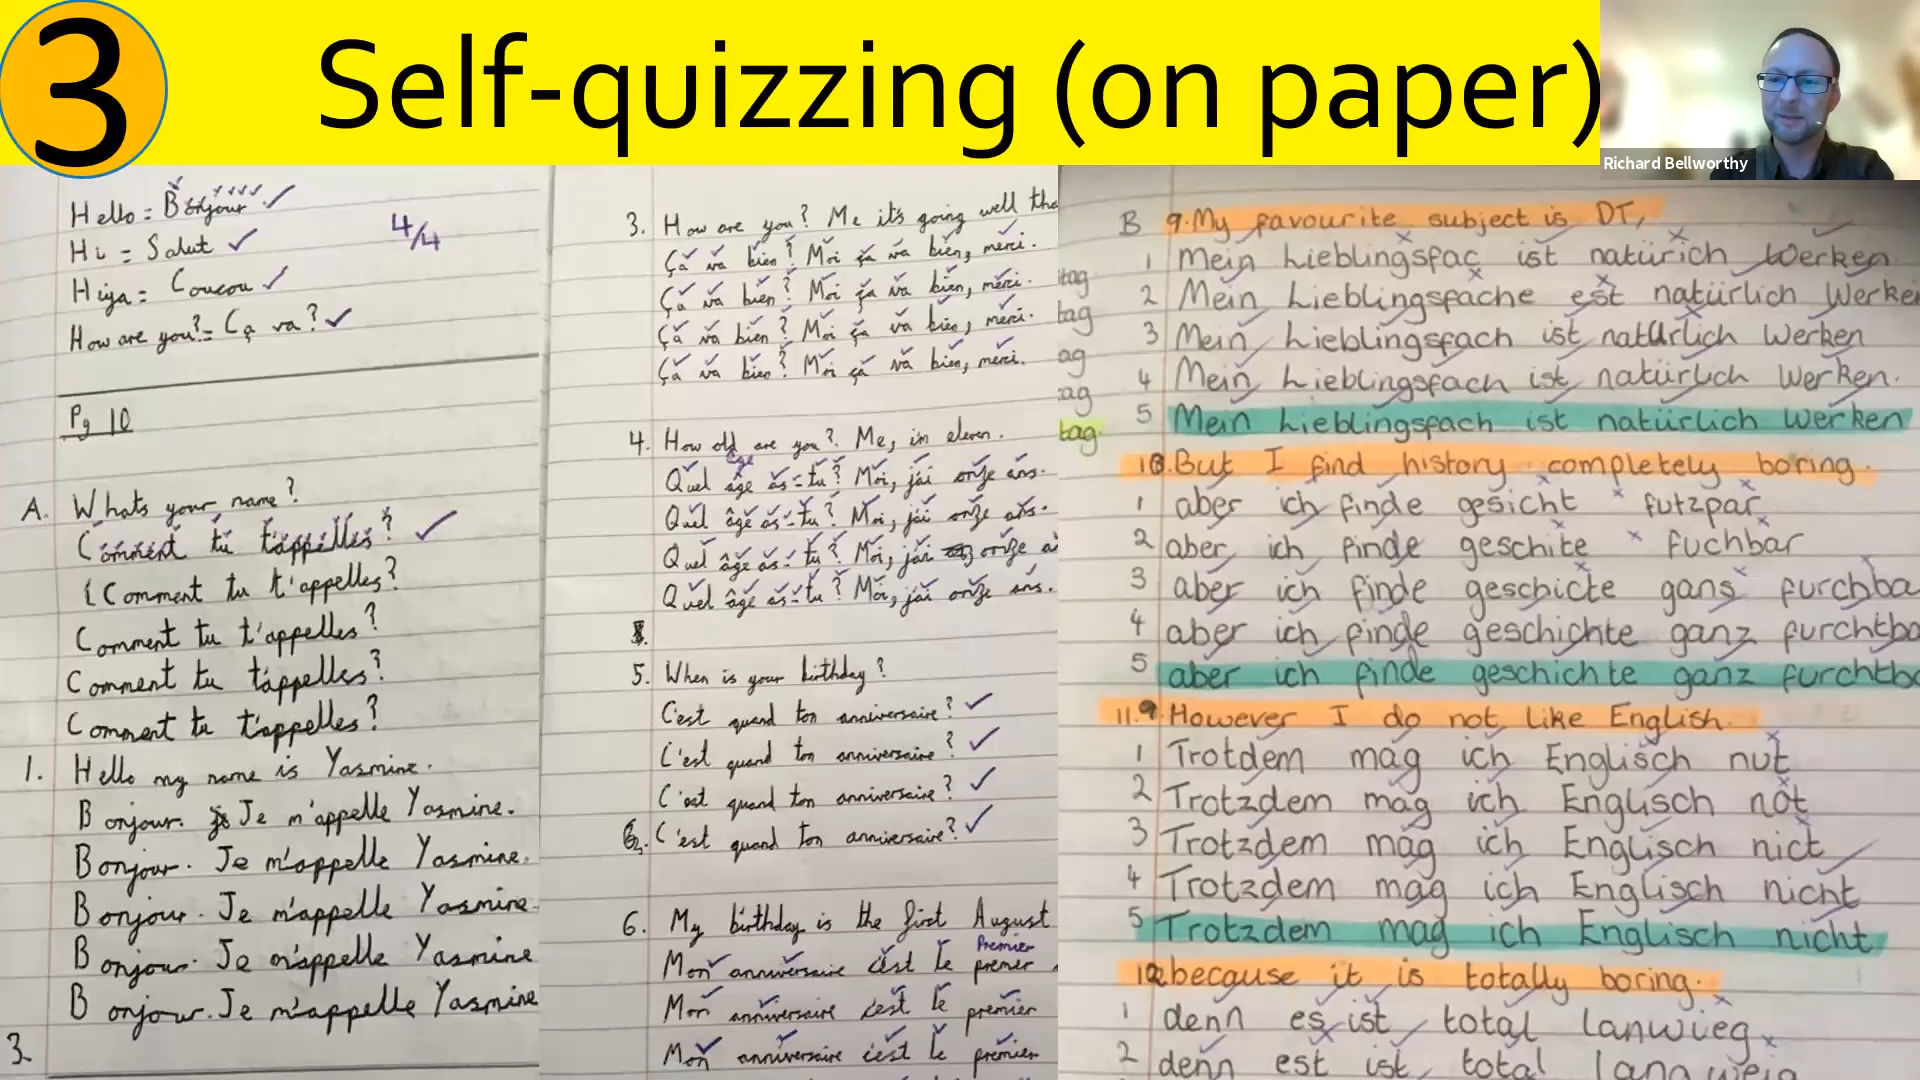 3
Self-quizzing (on paper)
Richard Bellworthy
Hello = Bonjour
Hi = Salut
Hiya = Coucou
How are you? = Ça va?
4/4
Pg 10
A. Whats your name?
Comment tu t'appelles?
Comment tu t'appelles?
Comment tu t'appelles?
Comment tu t'appelles?
Comment tu t'appelles?
1. Hello my name is Yasmine.
Bonjour. Je m'appelle Yasmine.
Bonjour. Je m'appelle Yasmine.
Bonjour. Je m'appelle Yasmine.
Bonjour. Je m'appelle Yasmine
Bonjour. Je m'appelle Yasmine
3.
3. How are you? Me it's going well tha
Ça va bien? Moi ça va bien, merci.
Ça va bien? Moi ça va bien, merci.
Ça va bien? Moi ça va bien, merci.
Ça va bien? Moi ça va bien, merci.
4. How old are you? Me, im eleven.
Quel âge as-tu? Moi, j'ai onze ans.
Quel âge as-tu? Moi, j'ai onze ans.
Quel âge as-tu? Moi, j'ai onze a
Quel âge as-tu? Moi, j'ai onze ans.
5. When is your birthday?
C'est quand ton anniversaire?
C'est quand ton anniversaire?
C'est quand ton anniversaire?
C'est quand ton anniversaire?
6. My birthday is the first August
Premier
Mon anniversaire c'est le premer
Mon anniversaire c'est le premier
Mon anniversaire c'est le premier
tag
tag
ag
ag
tag.
B 9. My favourite subject is DT,
1 Mein Lieblingsfac ist natürich Werken
2 Mein Lieblingsfache est natürlich Werken
3 Mein Lieblingsfach ist natUrlich Werken
4 Mein Lieblingsfach ist natürlich Werken.
5 Mein Lieblingsfach ist natürlich Werken
10. But I find history completely boring.
1 aber ich finde gesicht futzpar
2 aber ich finde geschite fuchbar
3 aber ich finde geschicte gans furchba
4 aber ich finde geschichte ganz furchtba
5 aber ich finde geschichte ganz furchtba
11. However I do not like English.
1 Trotdem mag ich Englisch nut
2 Trotzdem mag ich Englisch not
3 Trotzdem mag ich Englisch nict
4 Trotzdem mag ich Englisch nicht
5 Trotzdem mag ich Englisch nicht
12. because it is totally boring.
1 denn es ist total lanwieg
2 denn est ist total langweig